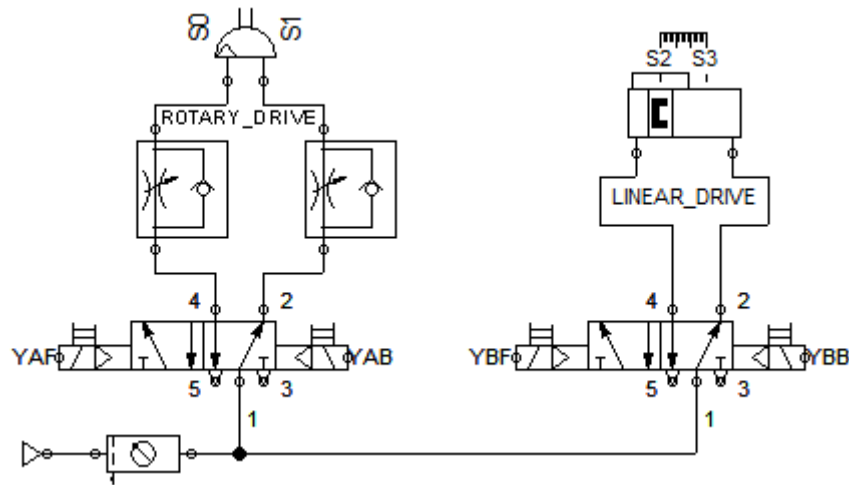 S0 S1
S2 S3
ROTARY_DRIVE
LINEAR_DRIVE
4 2
4 2
YAF YAB
YBF YBB
5 3
5 3
1
1